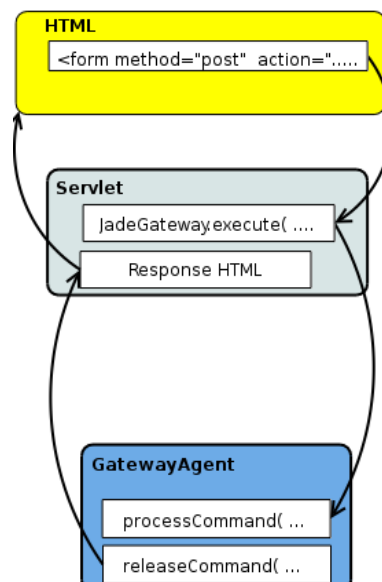 HTML
<form method="post" action=".....
Servlet
JadeGateway.execute( ....
Response HTML
GatewayAgent
processCommand( ...
releaseCommand( ...